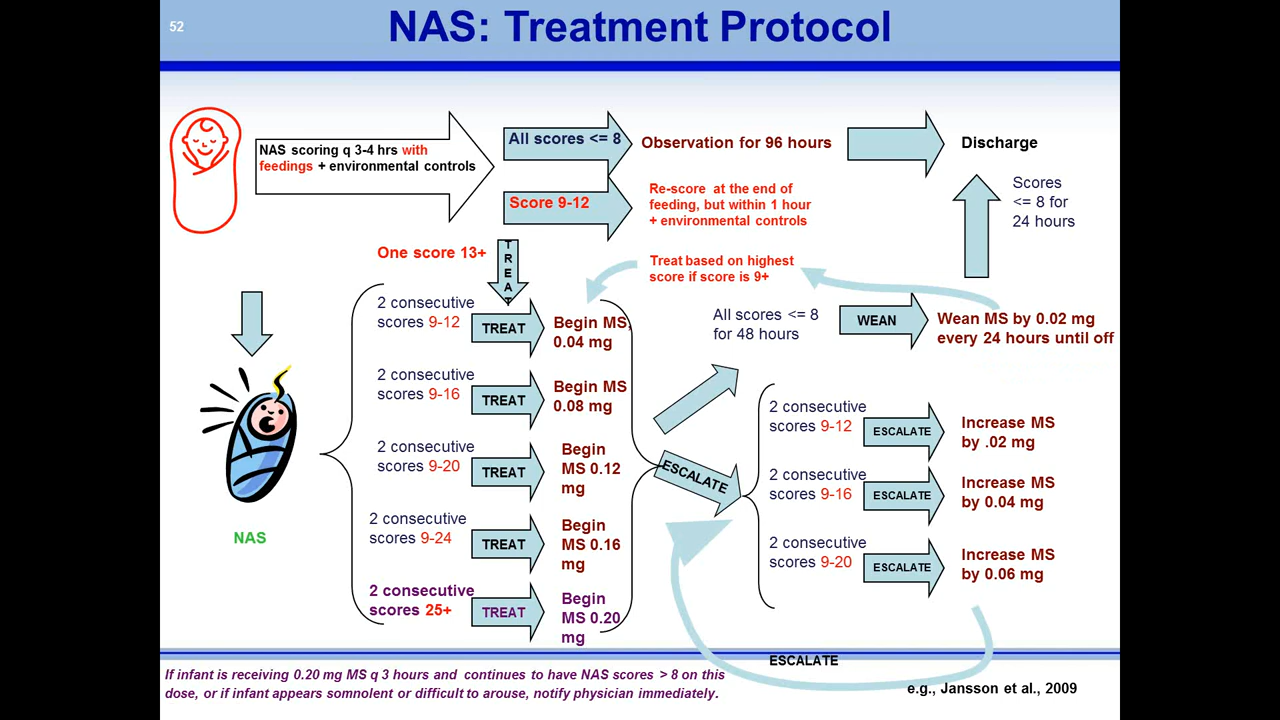 52
NAS: Treatment Protocol
NAS scoring q 3-4 hrs with
feedings + environmental controls
All scores <= 8
Observation for 96 hours
Discharge
Score 9-12
Re-score at the end of
feeding, but within 1 hour
+ environmental controls
Scores
<= 8 for
24 hours
One score 13+
TREAT
Treat based on highest
score if score is 9+
2 consecutive
scores 9-12
TREAT
Begin MS,
0.04 mg
All scores <= 8
for 48 hours
WEAN
Wean MS by 0.02 mg
every 24 hours until off
2 consecutive
scores 9-16
TREAT
Begin MS
0.08 mg
2 consecutive
scores 9-20
TREAT
Begin
MS 0.12
mg
2 consecutive
scores 9-24
TREAT
Begin
MS 0.16
mg
2 consecutive
scores 25+
TREAT
Begin
MS 0.20
mg
NAS
ESCALATE
2 consecutive
scores 9-12
ESCALATE
Increase MS
by .02 mg
2 consecutive
scores 9-16
ESCALATE
Increase MS
by 0.04 mg
2 consecutive
scores 9-20
ESCALATE
Increase MS
by 0.06 mg
ESCALATE
If infant is receiving 0.20 mg MS q 3 hours and continues to have NAS scores > 8 on this
dose, or if infant appears somnolent or difficult to arouse, notify physician immediately.
e.g., Jansson et al., 2009